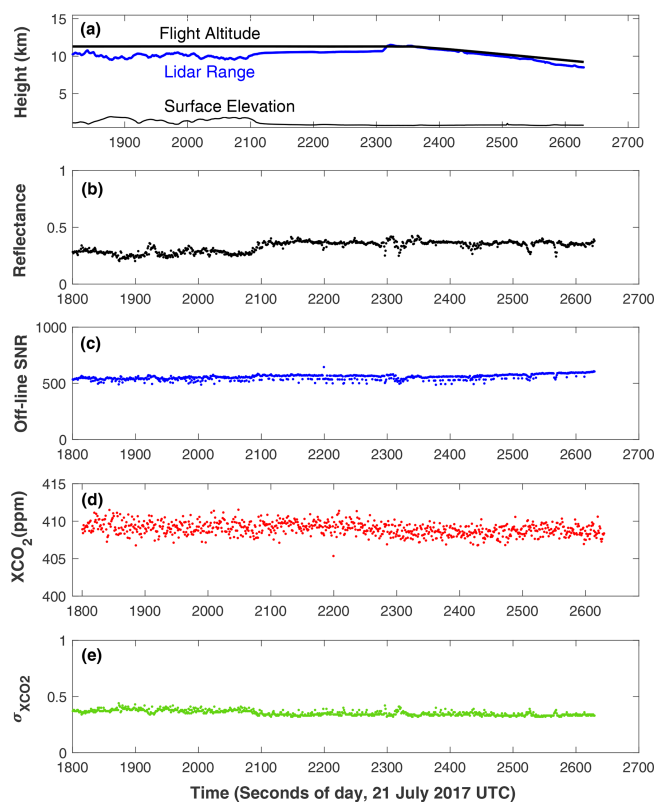 15
(a)
Flight Altitude
10
Lidar Range
5
Surface Elevation
Height (km)
1900 2000 2100 2200 2300 2400 2500 2600 2700
1
(b)
0.5
0
Reflectance
1800 1900 2000 2100 2200 2300 2400 2500 2600 2700
1000
(c)
500
0
Off-line SNR
1800 1900 2000 2100 2200 2300 2400 2500 2600 2700
415
(d)
410
405
400
XCO2(ppm)
1800 1900 2000 2100 2200 2300 2400 2500 2600
1
(e)
0.5
0
σXCO2
1800 1900 2000 2100 2200 2300 2400 2500 2600 2700
Time (Seconds of day, 21 July 2017 UTC)